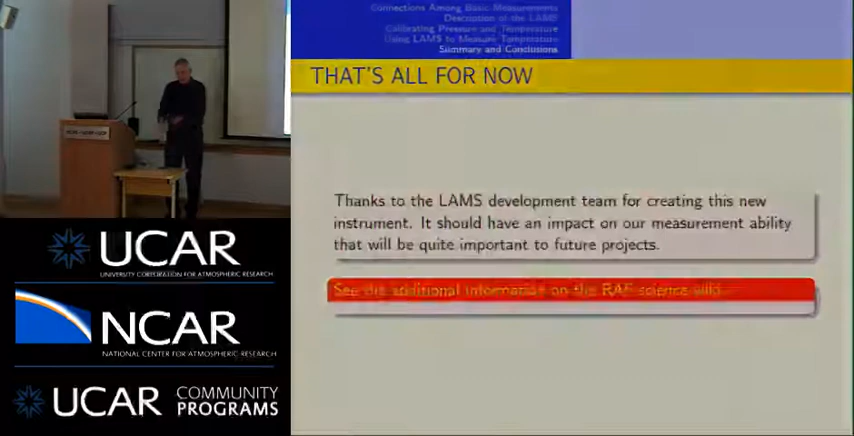 Connections Among Basic Measurements
Description of the LAMS
Calibrating Pressure and Temperature
Using LAMS to Measure Temperature
Summary and Conclusions
THAT'S ALL FOR NOW
Thanks to the LAMS development team for creating this new
instrument. It should have an impact on our measurement ability
that will be quite important to future projects.
See the additional information on the RAF science wiki
UCAR
UNIVERSITY CORPORATION FOR ATMOSPHERIC RESEARCH
NCAR
NATIONAL CENTER FOR ATMOSPHERIC RESEARCH
UCAR COMMUNITY
PROGRAMS